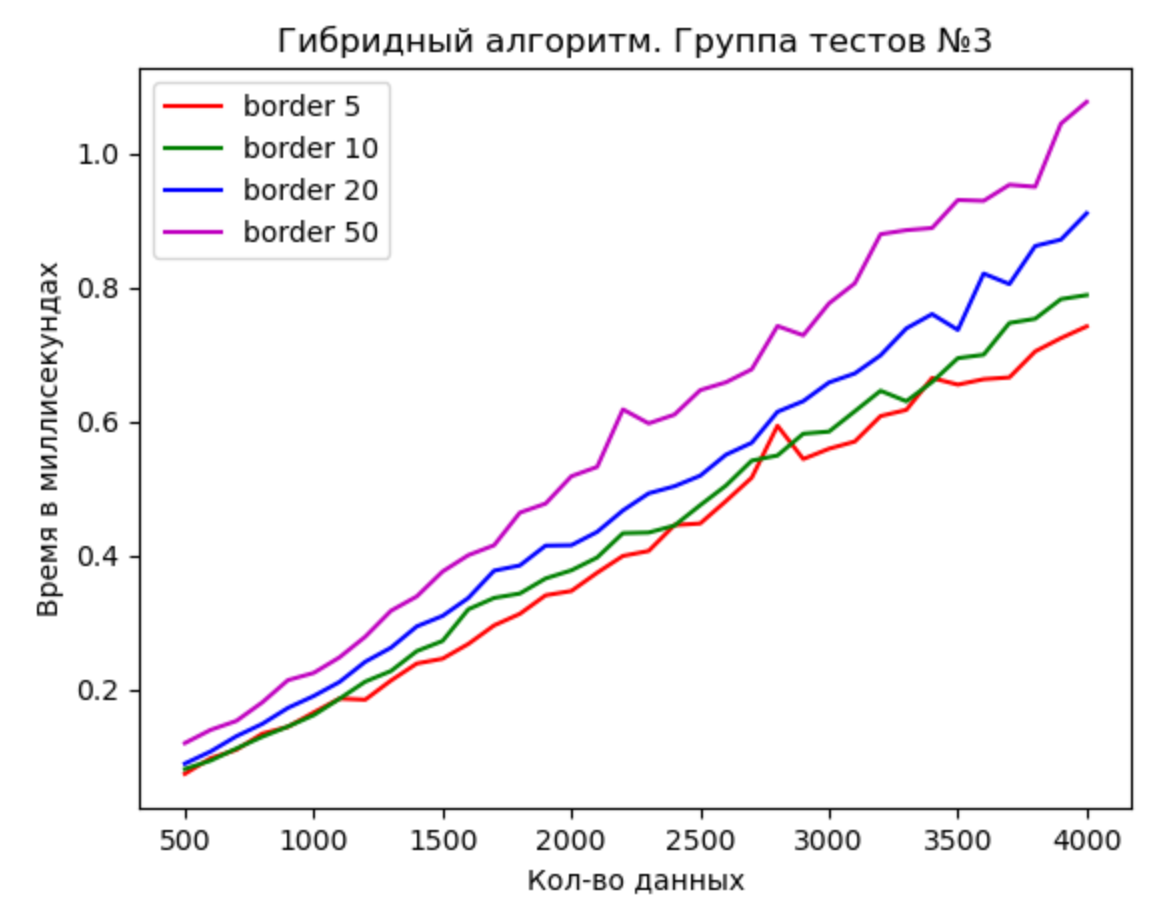 Гибридный алгоритм. Группа тестов №3
border 5
border 10
border 20
border 50
Время в миллисекундах
1.0
0.8
0.6
0.4
0.2
500 1000 1500 2000 2500 3000 3500 4000
Кол-во данных